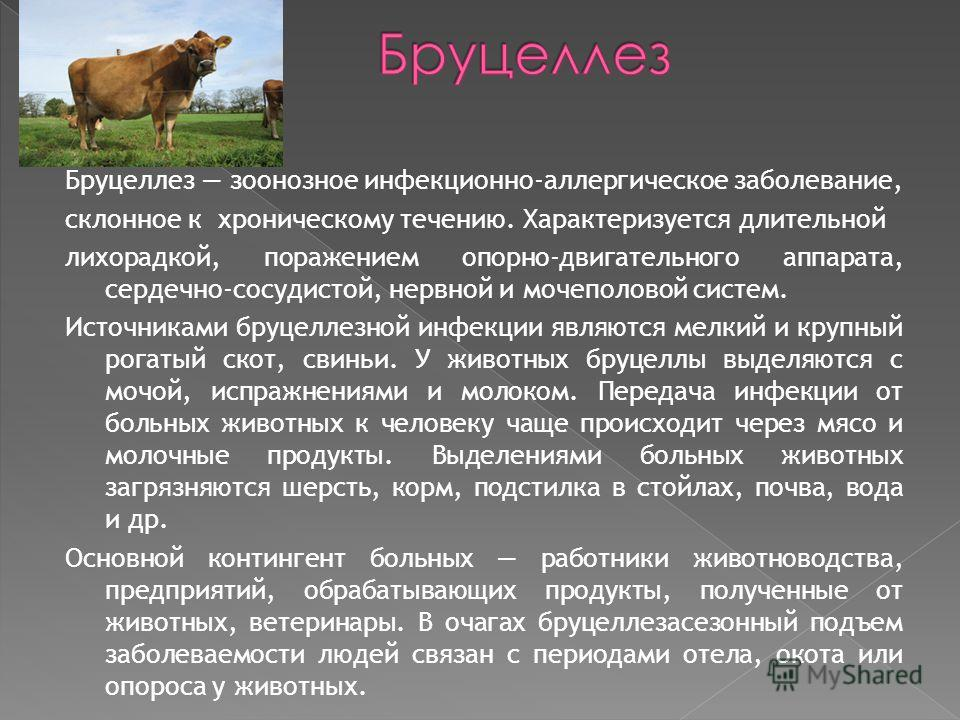 Бруцеллез
Бруцеллез — зоонозное инфекционно-аллергическое заболевание,
склонное к хроническому течению. Характеризуется длительной
лихорадкой, поражением опорно-двигательного аппарата,
сердечно-сосудистой, нервной и мочеполовой систем.
Источниками бруцеллезной инфекции являются мелкий и крупный
рогатый скот, свиньи. У животных бруцеллы выделяются с
мочой, испражнениями и молоком. Передача инфекции от
больных животных к человеку чаще происходит через мясо и
молочные продукты. Выделениями больных животных
загрязняются шерсть, корм, подстилка в стойлах, почва, вода
и др.
Основной контингент больных — работники животноводства,
предприятий, обрабатывающих продукты, полученные от
животных, ветеринары. В очагах бруцеллезасезонный подъем
заболеваемости людей связан с периодами отела, окота или
опороса у животных.
MyShared